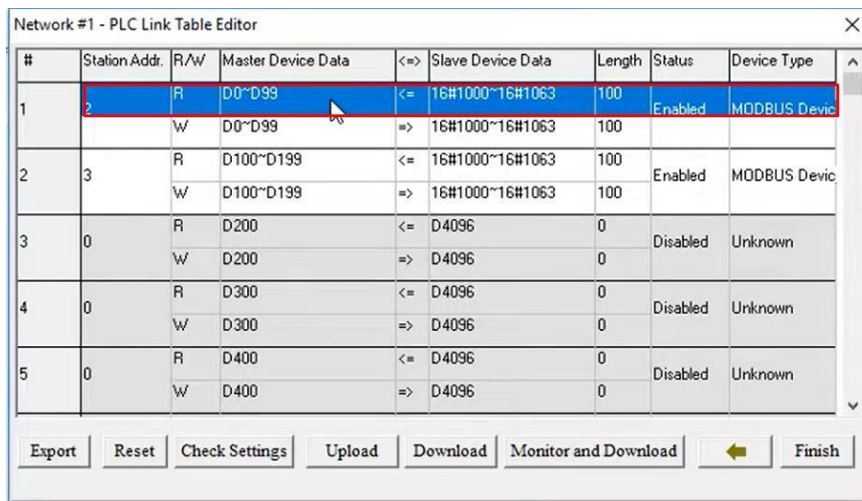 Network #1 - PLC Link Table Editor
# Station Addr. R/W Master Device Data <=> Slave Device Data Length Status Device Type
1 2 R D0~D99 <= 16#1000~16#1063 100 Enabled MODBUS Devic
W D0~D99 => 16#1000~16#1063 100
2 3 R D100~D199 <= 16#1000~16#1063 100 Enabled MODBUS Devic
W D100~D199 => 16#1000~16#1063 100
3 0 R D200 <= D4096 0 Disabled Unknown
W D200 => D4096 0
4 0 R D300 <= D4096 0 Disabled Unknown
W D300 => D4096 0
5 0 R D400 <= D4096 0 Disabled Unknown
W D400 => D4096 0
Export Reset Check Settings Upload Download Monitor and Download Finish